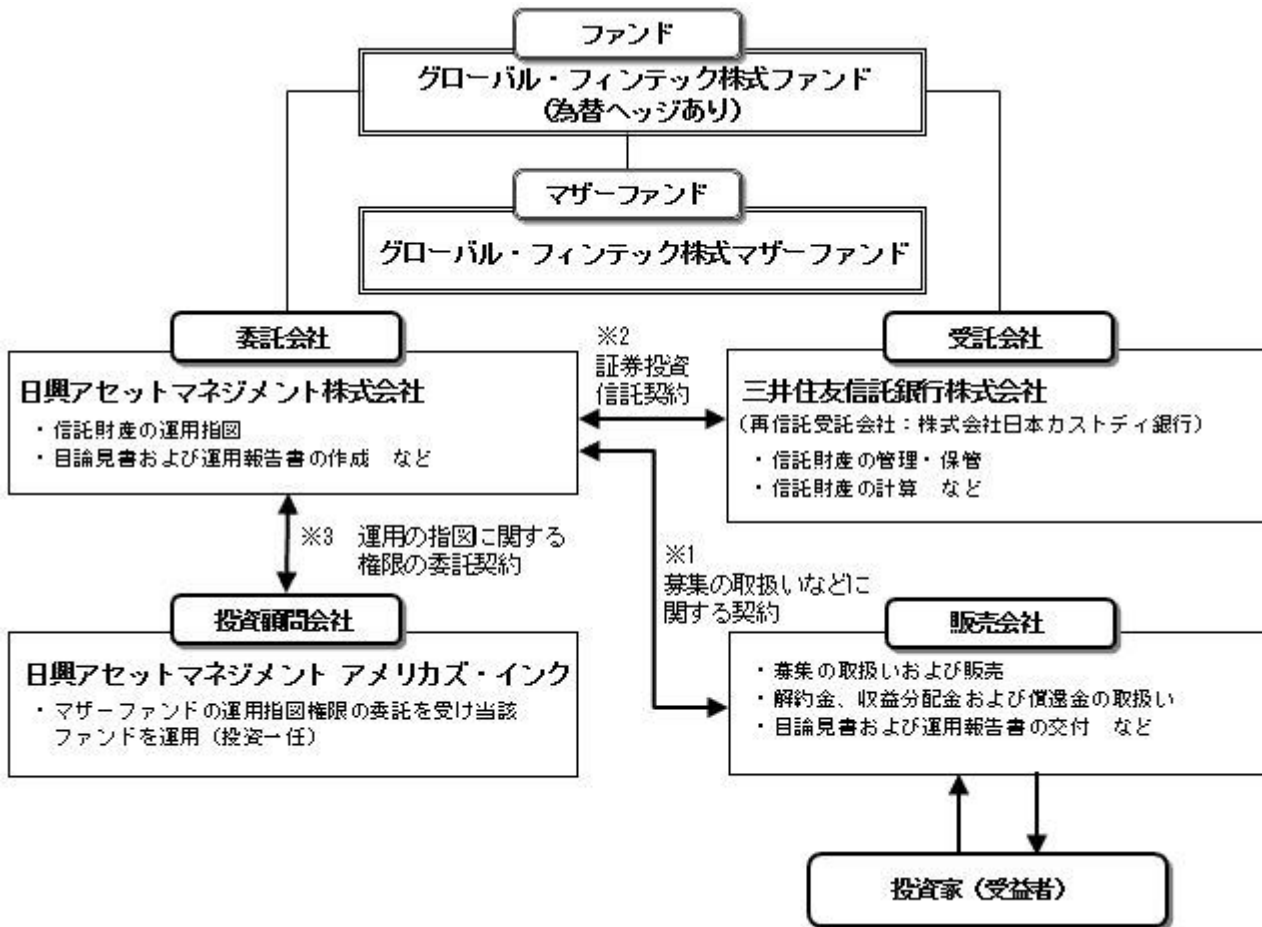 ファンド
グローバル・フィンテック株式ファンド
(為替ヘッジあり)
マザーファンド
グローバル・フィンテック株式マザーファンド
委託会社
日興アセットマネジメント株式会社
・信託財産の運用指図
・目論見書および運用報告書の作成 など
※2
証券投資
信託契約
受託会社
三井住友信託銀行株式会社
(再信託受託会社：株式会社日本カストディ銀行)
・信託財産の管理・保管
・信託財産の計算 など
※3 運用の指図に関する
権限の委託契約
※1
募集の取扱いなどに
関する契約
投資顧問会社
日興アセットマネジメント アメリカズ・インク
・マザーファンドの運用指図権限の委託を受け当該
ファンドを運用（投資一任）
販売会社
・募集の取扱いおよび販売
・解約金、収益分配金および償還金の取扱い
・目論見書および運用報告書の交付 など
投資家（受益者）